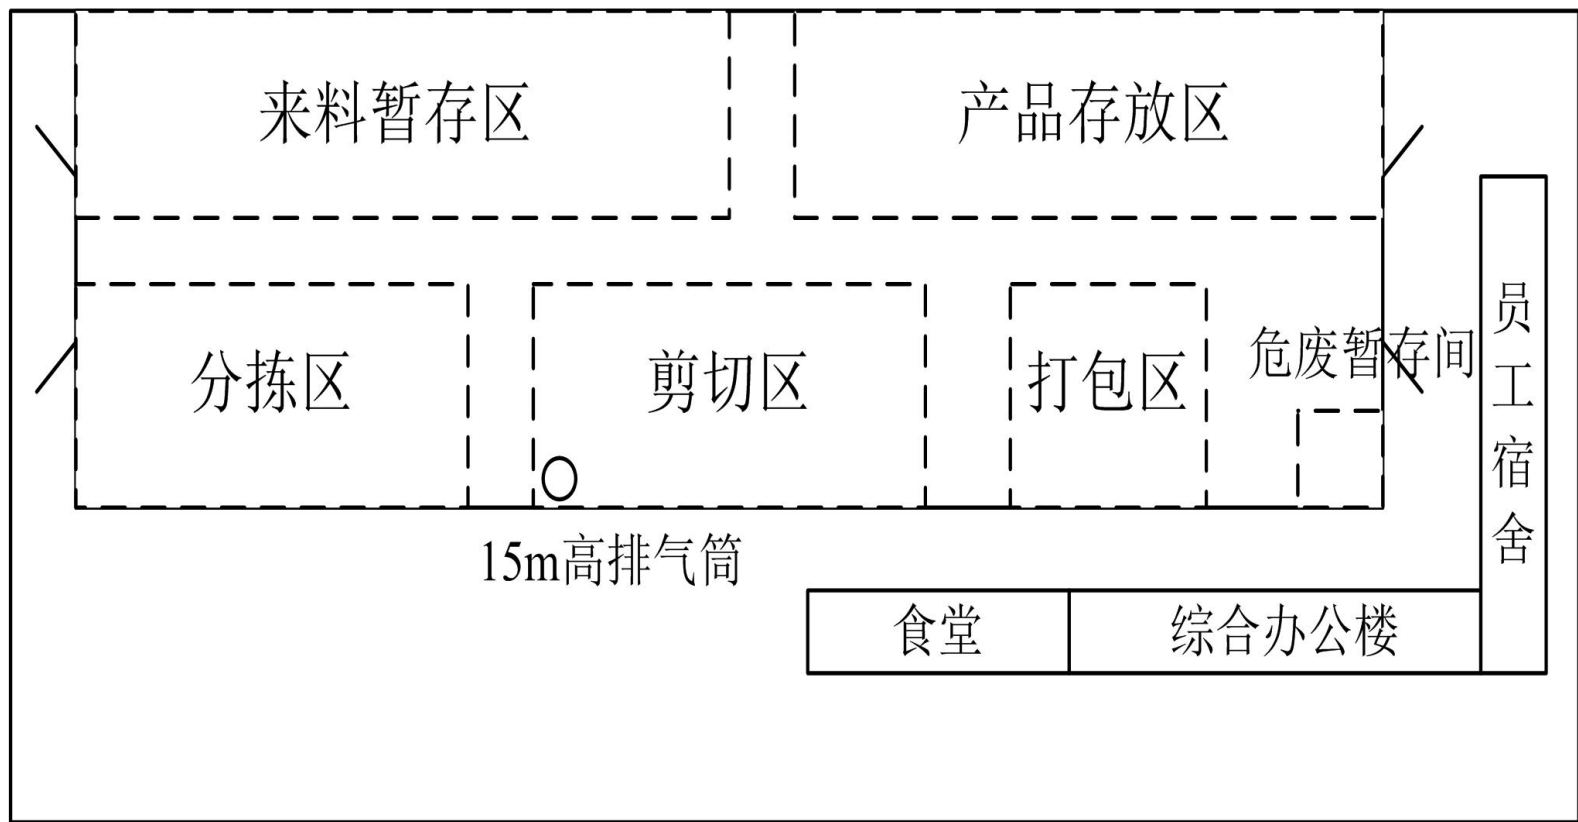 来料暂存区
产品存放区
分拣区
剪切区
打包区
危废暂存间
员工宿舍
15m高排气筒
食堂
综合办公楼